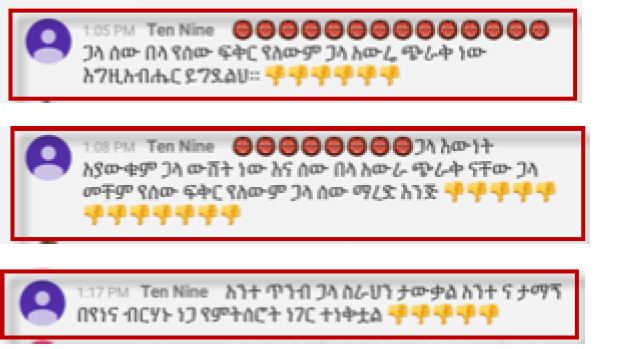 1:05 PM Ten Nine 😡😡😡😡😡😡😡😡😡😡😡😡😡😡
ጋላ ሰው በላ የሰው ፍቅር የለውም ጋላ አውሬ ጭራቅ ነው
እግዚአብሔር ይግደልህ። 👎👎👎👎👎👎
1:08 PM Ten Nine 😡😡😡😡😡😡😡😡ጋላ እውነት
አያውቁም ጋላ ውሸት ነው እና ሰው በላ አውራ ጭራቅ ናቸው ጋላ
መቸም የሰው ፍቅር የለውም ጋላ ሰው ማረድ እንጅ 👎👎👎👎👎
👎👎👎👎👎👎👎
1:17 PM Ten Nine አንተ ጥንብ ጋላ ስራህን ታውቃል አንተ ና ታማኝ
በየነና ብርሃኑ ነጋ የምትሰሮት ነገር ተነቅቷል 👎👎👎👎👎